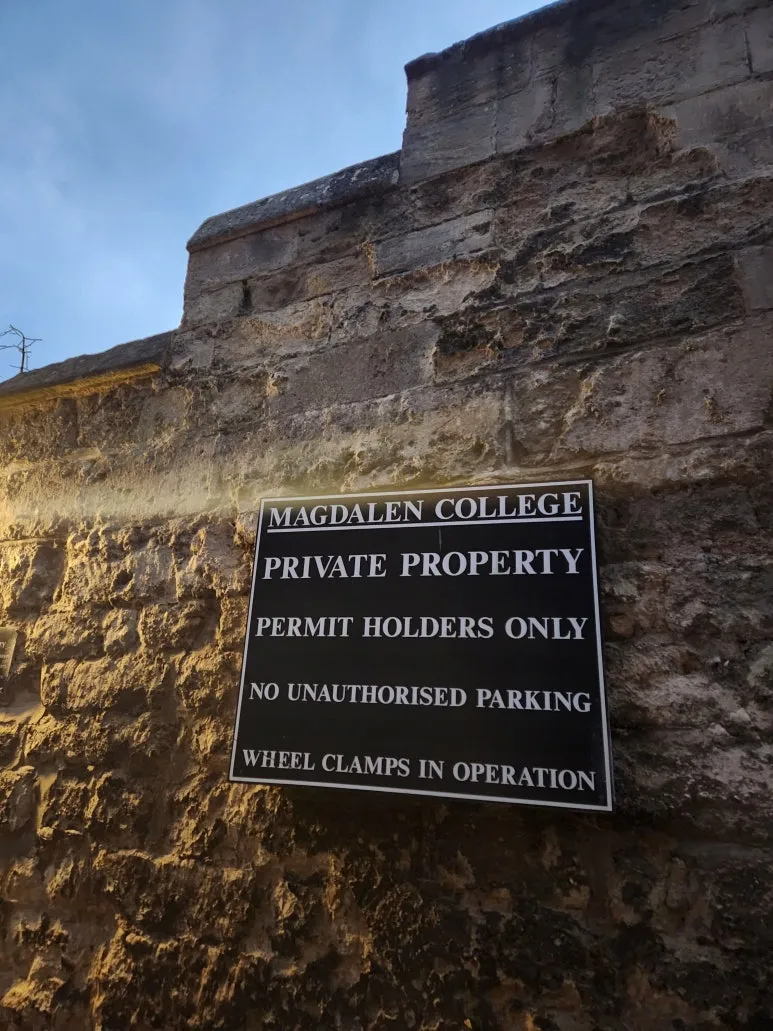 MAGDALEN COLLEGE
PRIVATE PROPERTY
PERMIT HOLDERS ONLY
NO UNAUTHORISED PARKING
WHEEL CLAMPS IN OPERATION